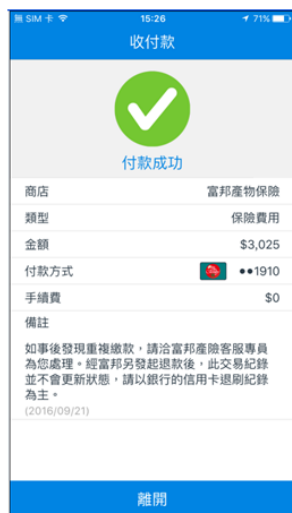 無 SIM 卡 15:26 71%
收付款
付款成功
商店 富邦產物保險
類型 保險費用
金額 $3,025
付款方式 ●●1910
手續費 $0
備註
如事後發現重複繳款，請洽富邦產險客服專員
為您處理。經富邦另發起退款後，此交易紀錄
並不會更新狀態，請以銀行的信用卡退刷紀錄
為主。
(2016/09/21)
離開